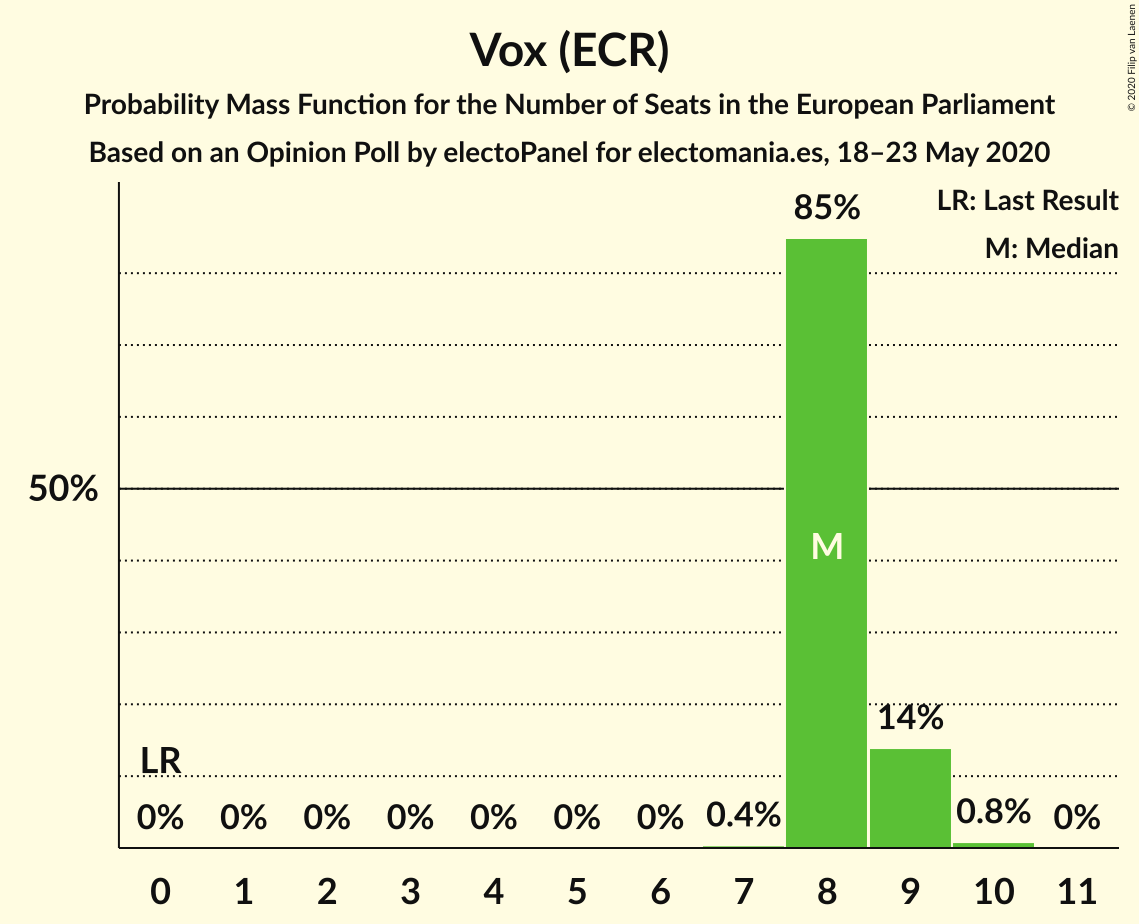 Vox (ECR)
Probability Mass Function for the Number of Seats in the European Parliament
Based on an Opinion Poll by electoPanel for electomania.es, 18–23 May 2020
© 2020 Filip van Laenen
LR: Last Result
M: Median
85%
50%
M
14%
LR
0% 0% 0% 0% 0% 0% 0% 0.4% 0.8% 0%
0 1 2 3 4 5 6 7 8 9 10 11